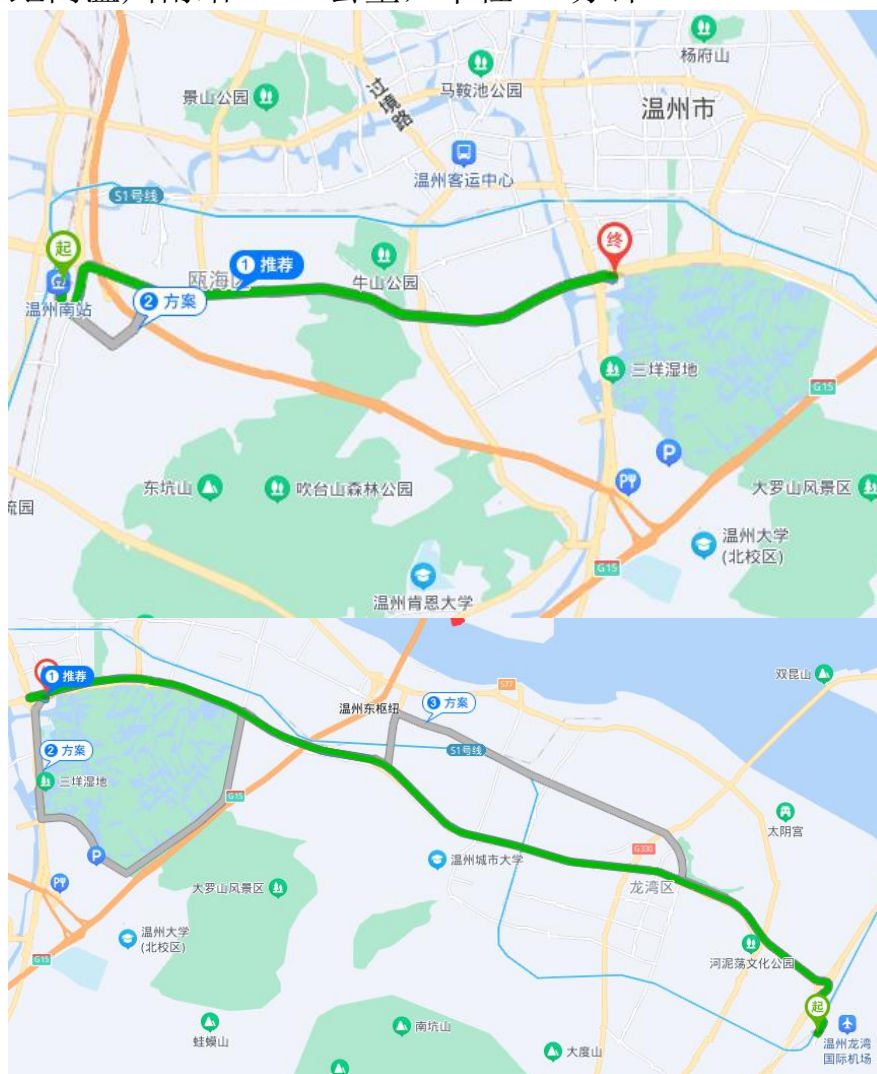 杨府山
景山公园
马鞍池公园
过境路
温州市
温州客运中心
S1号线
终
起
1 推荐
瓯海区
牛山公园
2 方案
温州南站
三垟湿地
G15
P
东坑山
吹台山森林公园
大罗山风景区
流园
温州大学
(北校区)
G15
温州肯恩大学
双昆山
1 推荐
S77
3 方案
温州东枢纽
2 方案
S1号线
三垟湿地
G15
太阴宫
G330
P
温州城市大学
龙湾区
大罗山风景区
温州大学
(北校区)
G15
河泥荡文化公园
起
蛙蟆山
南坑山
大度山
温州龙湾
国际机场